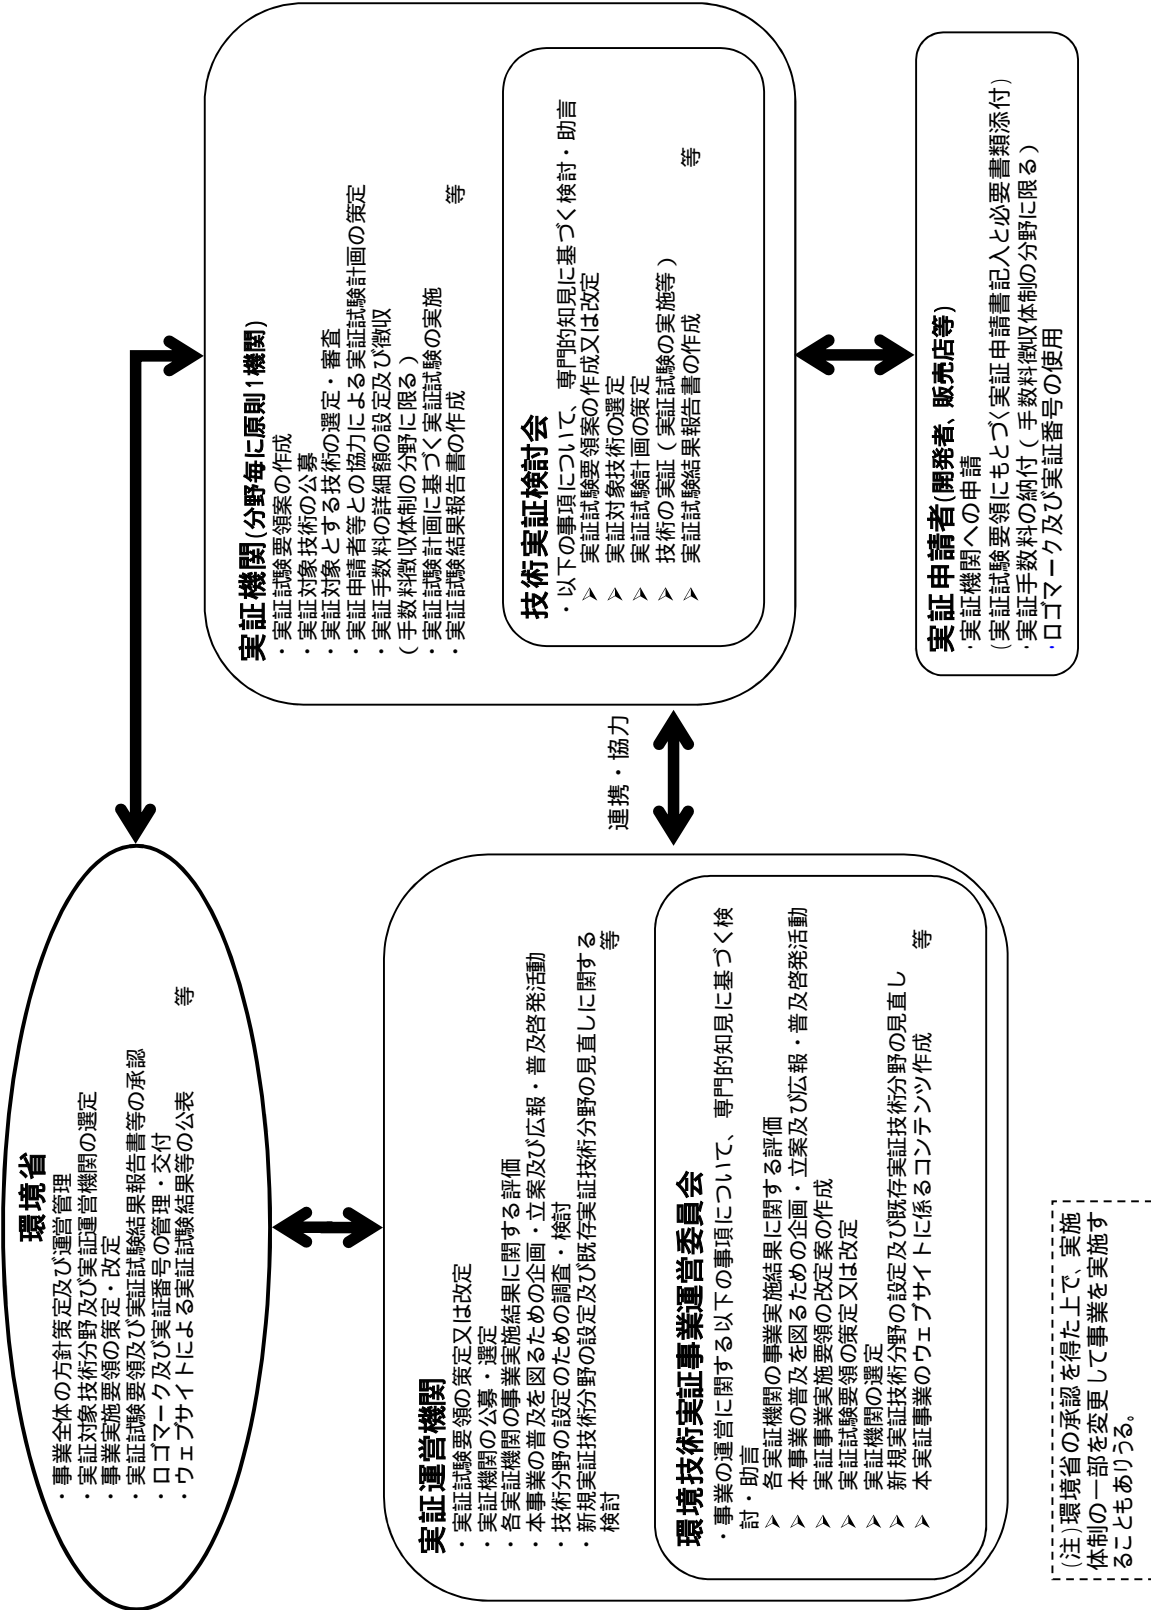 環境省
・事業全体の方針策定及び運営管理
・実証対象技術分野及び実証運営機関の選定
・事業実施要領の策定・改定
・実証試験要領及び実証試験結果報告書等の承認
・ロゴマーク及び実証番号の管理・交付
・ウェブサイトによる実証試験結果等の公表
等
実証運営機関
・実証試験要領の策定又は改定
・実証機関の公募・選定
・各実証機関の事業実施結果に関する評価
・本事業の普及を図るための企画・立案及び広報・普及啓発活動
・技術分野の設定のための調査・検討
・新規実証技術分野の設定及び既存実証技術分野の見直しに関する
検討 等
環境技術実証事業運営委員会
・事業の運営に関する以下の事項について、専門的知見に基づく検
討・助言
➢ 各実証機関の事業実施結果に関する評価
➢ 本事業の普及を図るための企画・立案及び広報・普及啓発活動
➢ 実証事業実施要領の改定案の作成
➢ 実証試験要領の策定又は改定
➢ 実証機関の選定
➢ 新規実証技術分野の設定及び既存実証技術分野の見直し
➢ 本実証事業のウェブサイトに係るコンテンツ作成 等
連携・協力
実証機関(分野毎に原則1機関)
・実証試験要領案の作成
・実証対象技術の公募
・実証対象とする技術の選定・審査
・実証申請者等との協力による実証試験計画の策定
・実証手数料の詳細額の設定及び徴収
(手数料徴収体制の分野に限る)
・実証試験計画に基づく実証試験の実施
・実証試験結果報告書の作成 等
技術実証検討会
・以下の事項について、専門的知見に基づく検討・助言
➢ 実証試験要領案の作成又は改定
➢ 実証対象技術の選定
➢ 実証試験計画の策定
➢ 技術の実証(実証試験の実施等)
➢ 実証試験結果報告書の作成 等
実証申請者(開発者、販売店等)
・実証機関への申請
(実証試験要領にもとづく実証申請書記入と必要書類添付)
・実証手数料の納付(手数料徴収体制の分野に限る)
・ロゴマーク及び実証番号の使用
(注)環境省の承認を得た上で、実施
体制の一部を変更して事業を実施す
ることもありうる。